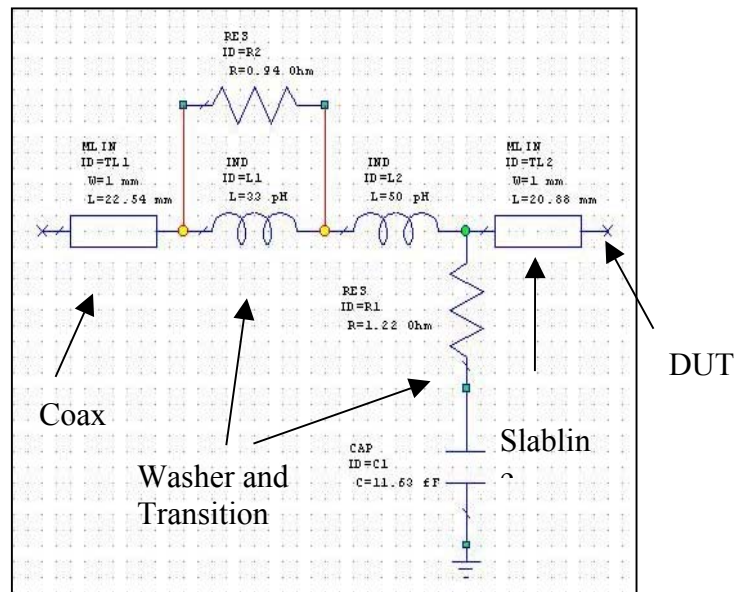 RES
ID=R2
R=0.94 Ohm
MLIN
ID=TL1
W=1 mm
L=22.54 mm
IND
ID=L1
L=33 pH
IND
ID=L2
L=50 pH
MLIN
ID=TL2
W=1 mm
L=20.88 mm
RES
ID=R1
R=1.22 Ohm
DUT
Coax
Slablin
CAP
ID=C1
C=11.63 fF
Washer and
Transition